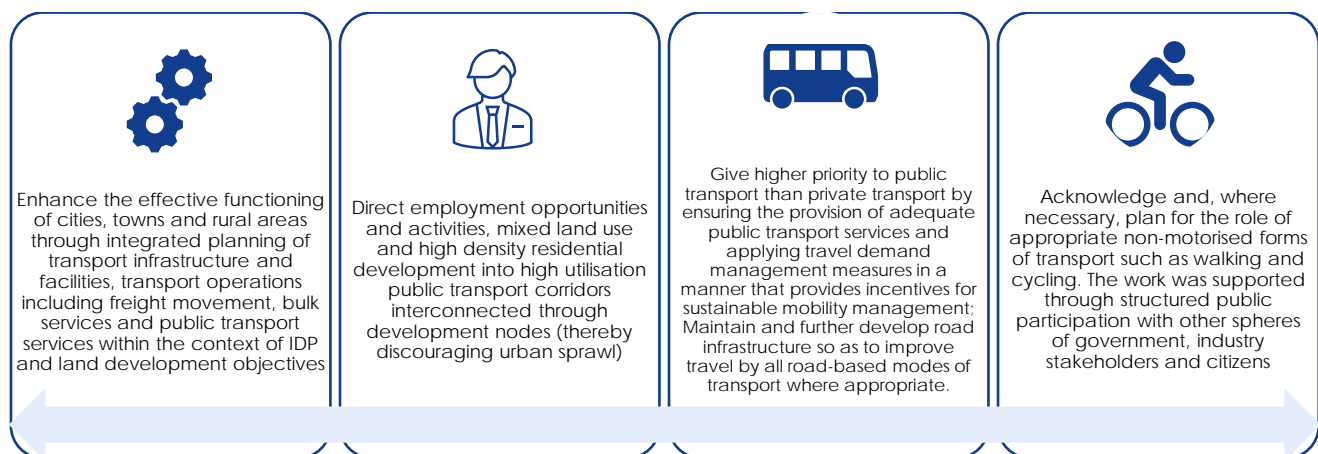 Enhance the effective functioning
of cities, towns and rural areas
through integrated planning of
transport infrastructure and
facilities, transport operations
including freight movement, bulk
services and public transport
services within the context of IDP
and land development objectives
Direct employment opportunities
and activities, mixed land use
and high density residential
development into high utilisation
public transport corridors
interconnected through
development nodes (thereby
discouraging urban sprawl)
Give higher priority to public
transport than private transport by
ensuring the provision of adequate
public transport services and
applying travel demand
management measures in a
manner that provides incentives for
sustainable mobility management;
Maintain and further develop road
infrastructure so as to improve
travel by all road-based modes of
transport where appropriate.
Acknowledge and, where
necessary, plan for the role of
appropriate non-motorised forms
of transport such as walking and
cycling. The work was supported
through structured public
participation with other spheres
of government, industry
stakeholders and citizens